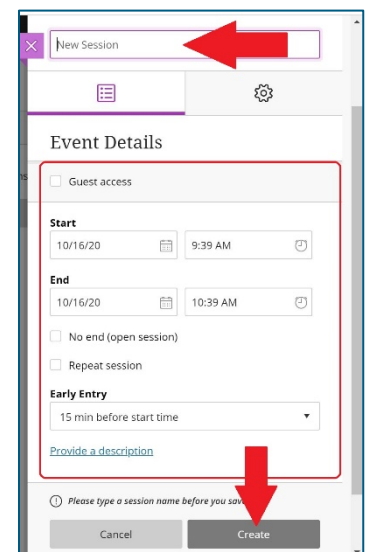 New Session
Event Details
Guest access
Start
10/16/20 9:39 AM
End
10/16/20 10:39 AM
No end (open session)
Repeat session
Early Entry
15 min before start time
Provide a description
Please type a session name before you
Cancel Create